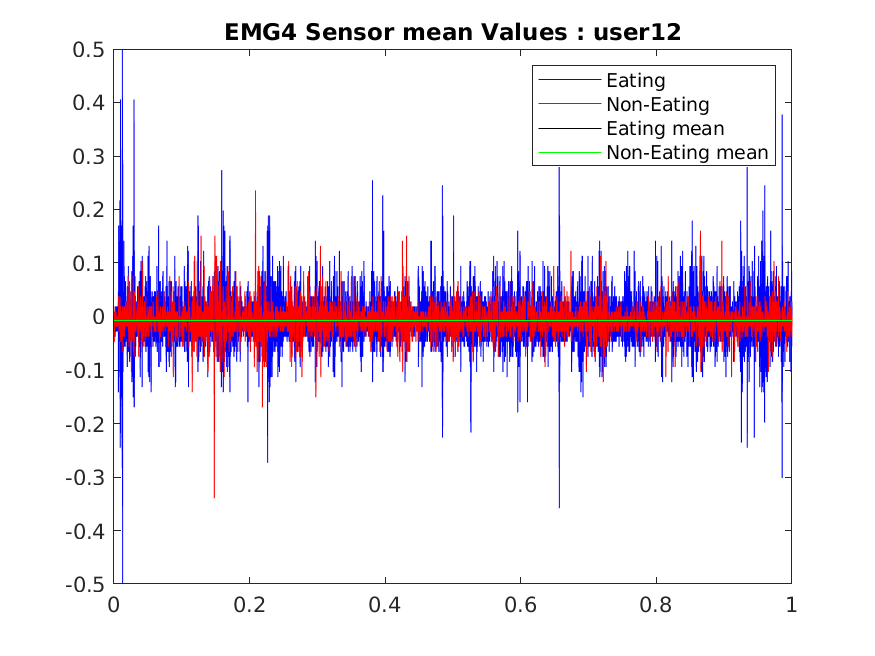 EMG4 Sensor mean Values : user12
Eating
Non-Eating
Eating mean
Non-Eating mean
0.5
0.4
0.3
0.2
0.1
0
-0.1
-0.2
-0.3
-0.4
-0.5
0 0.2 0.4 0.6 0.8 1